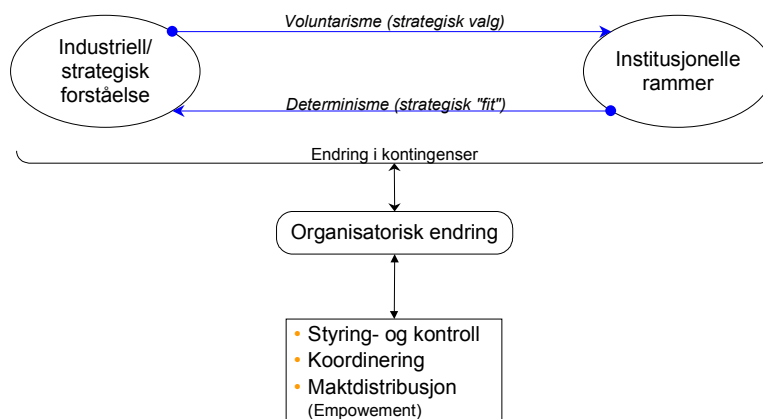 Voluntarisme (strategisk valg)
Industriell/
strategisk
forståelse
Institusjonelle
rammer
Determisme (strategisk "fit")
Endring i kontingenser
Organisatorisk endring
• Styring- og kontroll
• Koordinering
• Maktdistribusjon
(Empowement)